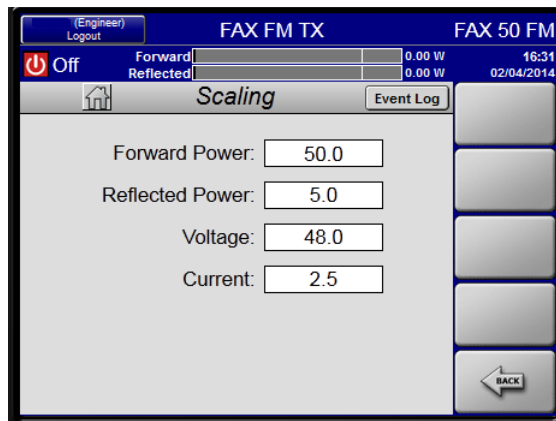 (Engineer)
Logout
FAX FM TX
FAX 50 FM
Off
Forward
0.00 W
16:31
Reflected
0.00 W
02/04/2014
Scaling
Event Log
Forward Power: 50.0
Reflected Power: 5.0
Voltage: 48.0
Current: 2.5
BACK